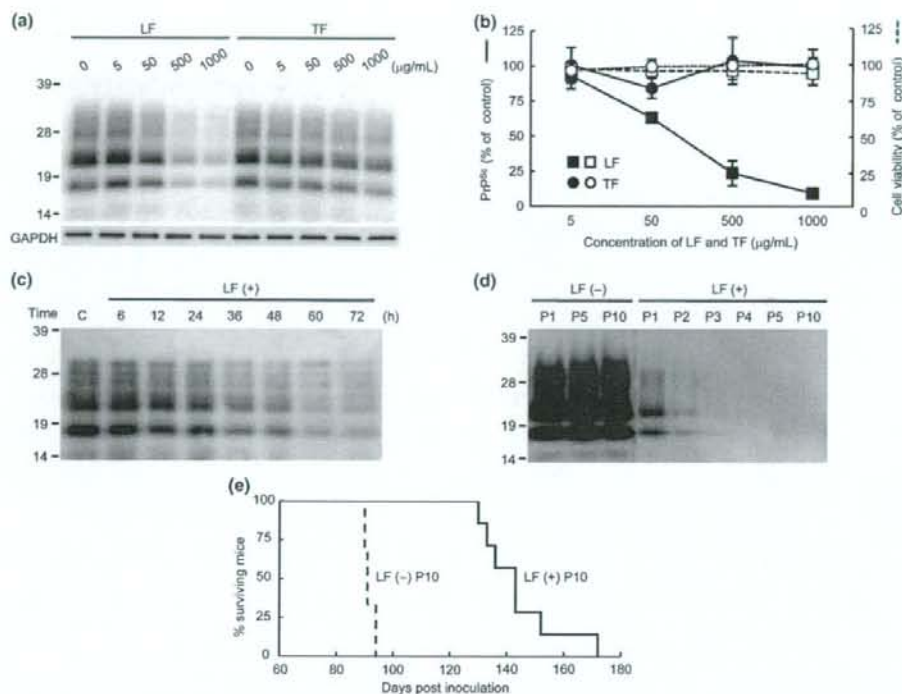 (a)
LF TF
0 5 50 500 1000 0 5 50 500 1000 (μg/mL)
39
28
19
14
GAPDH
(b)
125
100
75
50
25
0
PrPSc (% of control)
125
100
75
50
25
0
Cell viability (% of control)
LF
TF
5 50 500 1000
Concentration of LF and TF (μg/mL)
(c)
LF (+)
Time C 6 12 24 36 48 60 72 (h)
39
28
19
14
(d)
LF (−) LF (+)
P1 P5 P10 P1 P2 P3 P4 P5 P10
39
28
19
14
(e)
100
75
50
25
0
% surviving mice
LF (−) P10
LF (+) P10
60 80 100 120 140 160 180
Days post inoculation